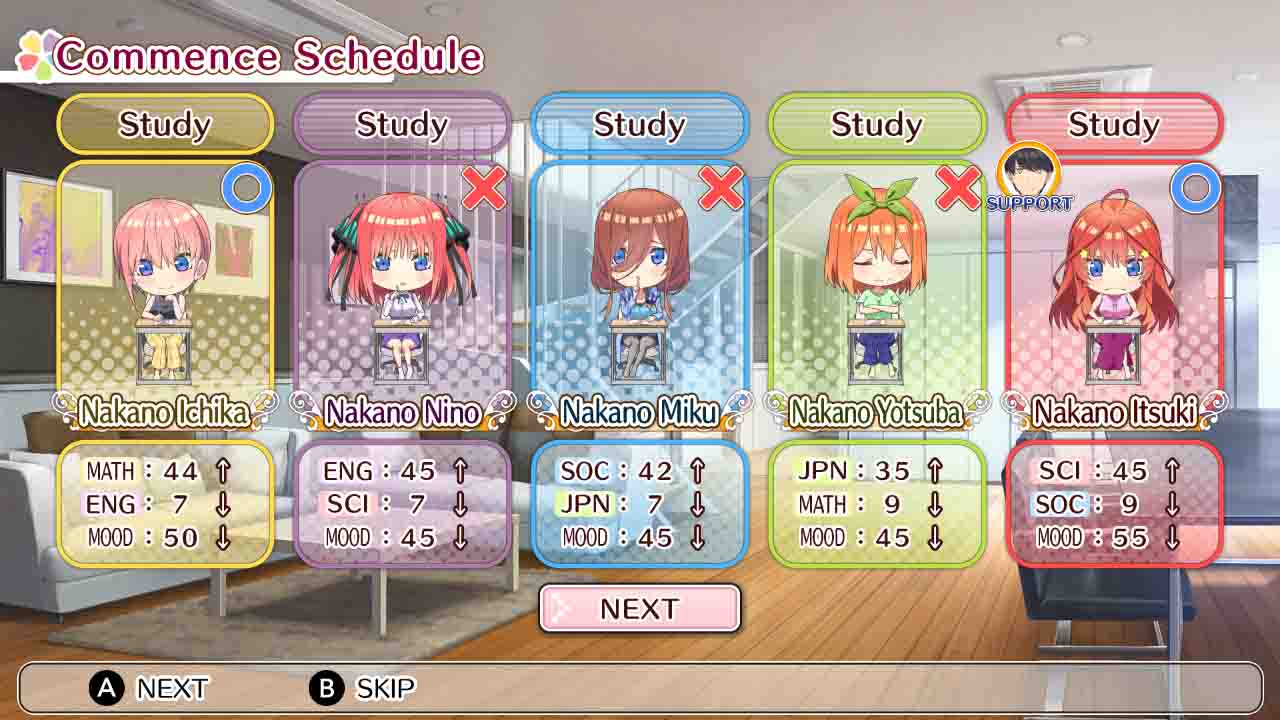 Commence Schedule
Study
Study
Study
Study
Study
SUPPORT
Nakano Ichika
Nakano Nino
Nakano Miku
Nakano Yotsuba
Nakano Itsuki
MATH : 44 ↑
ENG : 7 ↓
MOOD : 50 ↓
ENG : 45 ↑
SCI : 7 ↓
MOOD : 45 ↓
SOC : 42 ↑
JPN : 7 ↓
MOOD : 45 ↓
JPN : 35 ↑
MATH : 9 ↓
MOOD : 45 ↓
SCI : 45 ↑
SOC : 9 ↓
MOOD : 55 ↓
NEXT
A NEXT B SKIP